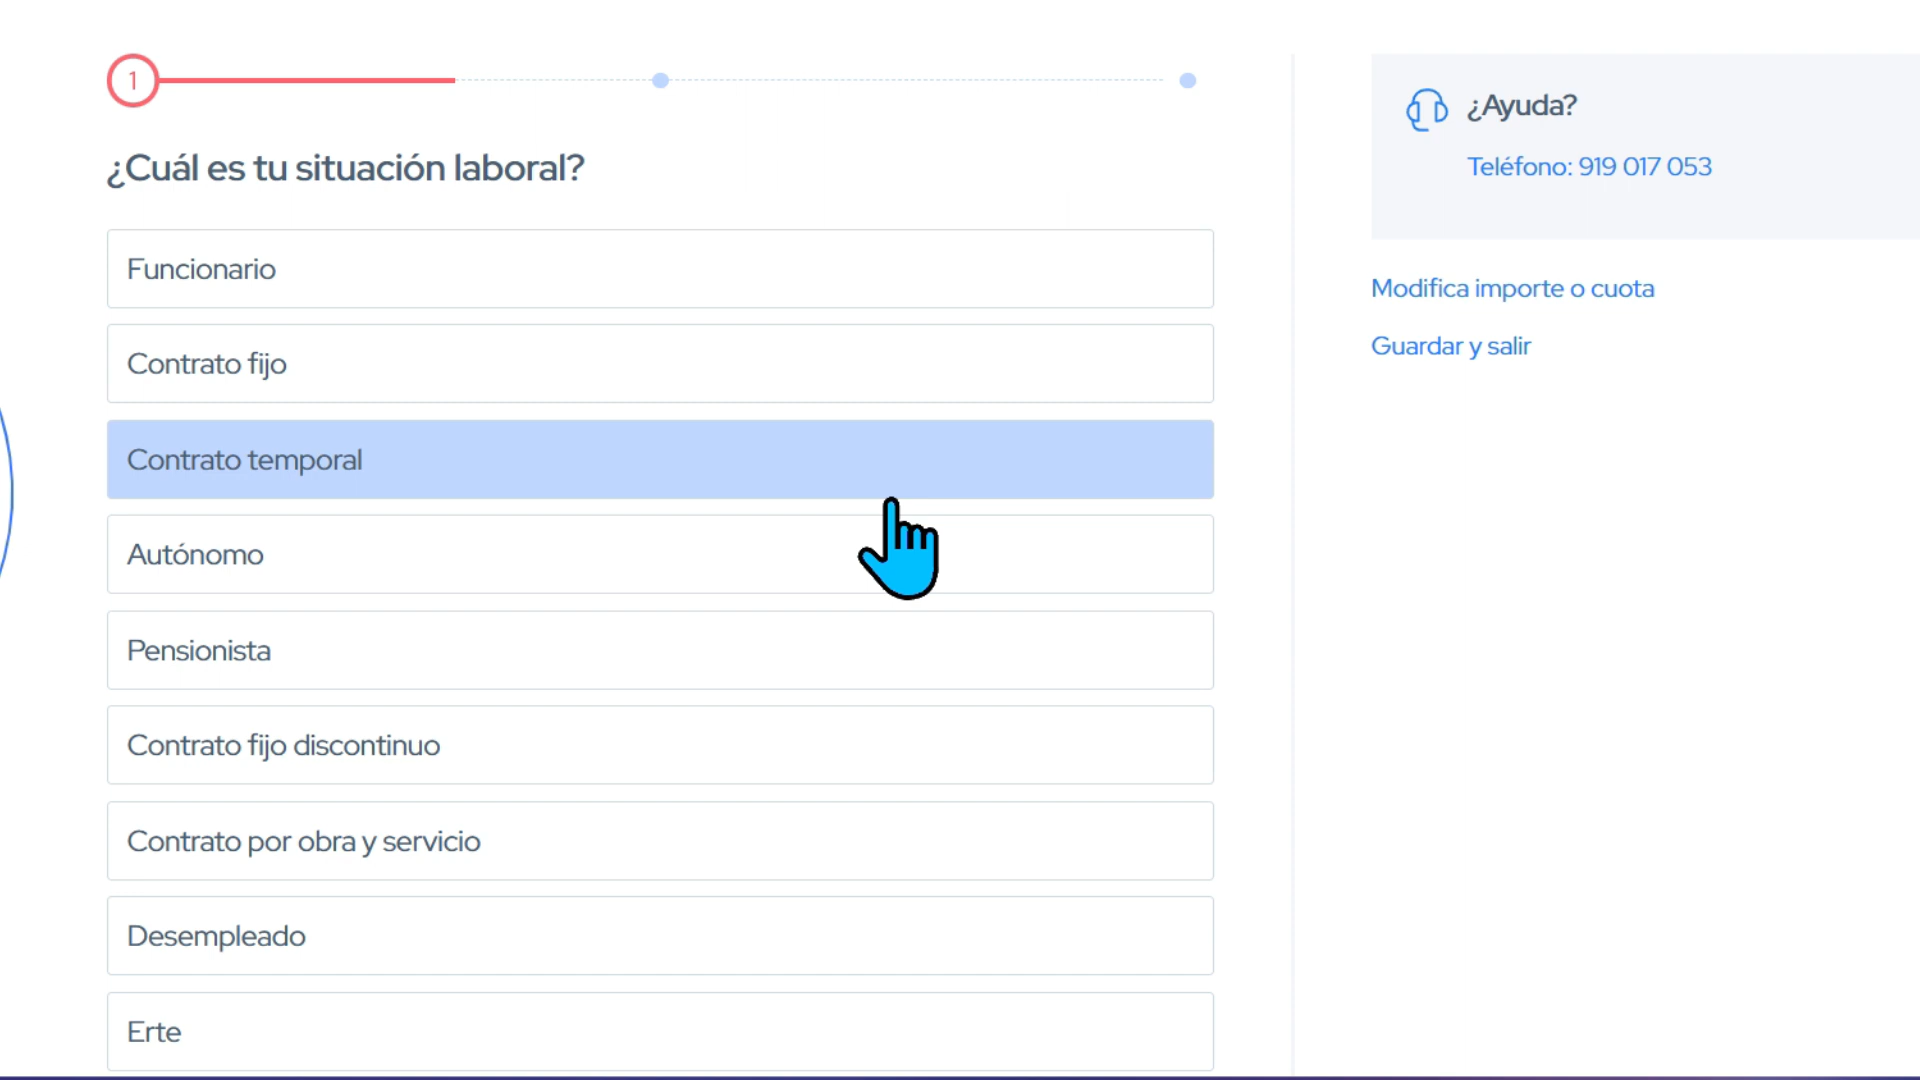 1
¿Cuál es tu situación laboral?
Funcionario
Contrato fijo
Contrato temporal
Autónomo
Pensionista
Contrato fijo discontinuo
Contrato por obra y servicio
Desempleado
Erte
¿Ayuda?
Teléfono: 919 017 053
Modifica importe o cuota
Guardar y salir